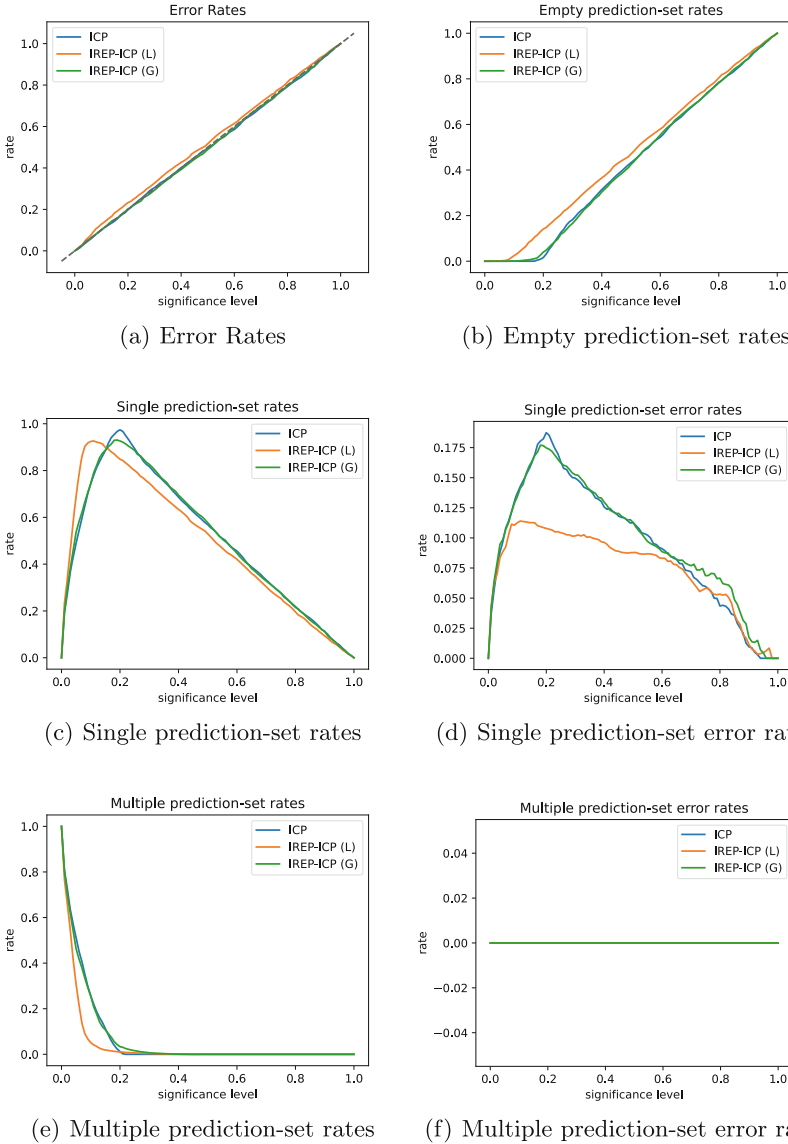 Error Rates
ICP
IREP-ICP (L)
IREP-ICP (G)
1.0
0.8
0.6
0.4
0.2
0.0
rate
0.0 0.2 0.4 0.6 0.8 1.0
significance level
(a) Error Rates
Empty prediction-set rates
ICP
IREP-ICP (L)
IREP-ICP (G)
1.0
0.8
0.6
0.4
0.2
0.0
rate
0.0 0.2 0.4 0.6 0.8 1.0
significance level
(b) Empty prediction-set rates
Single prediction-set rates
ICP
IREP-ICP (L)
IREP-ICP (G)
1.0
0.8
0.6
0.4
0.2
0.0
rate
0.0 0.2 0.4 0.6 0.8 1.0
significance level
(c) Single prediction-set rates
Single prediction-set error rates
ICP
IREP-ICP (L)
IREP-ICP (G)
0.175
0.150
0.125
0.100
0.075
0.050
0.025
0.000
rate
0.0 0.2 0.4 0.6 0.8 1.0
significance level
(d) Single prediction-set error ra
Multiple prediction-set rates
ICP
IREP-ICP (L)
IREP-ICP (G)
1.0
0.8
0.6
0.4
0.2
0.0
rate
0.0 0.2 0.4 0.6 0.8 1.0
significance level
(e) Multiple prediction-set rates
Multiple prediction-set error rates
ICP
IREP-ICP (L)
IREP-ICP (G)
0.04
0.02
0.00
−0.02
−0.04
rate
0.0 0.2 0.4 0.6 0.8 1.0
significance level
(f) Multiple prediction-set error ra